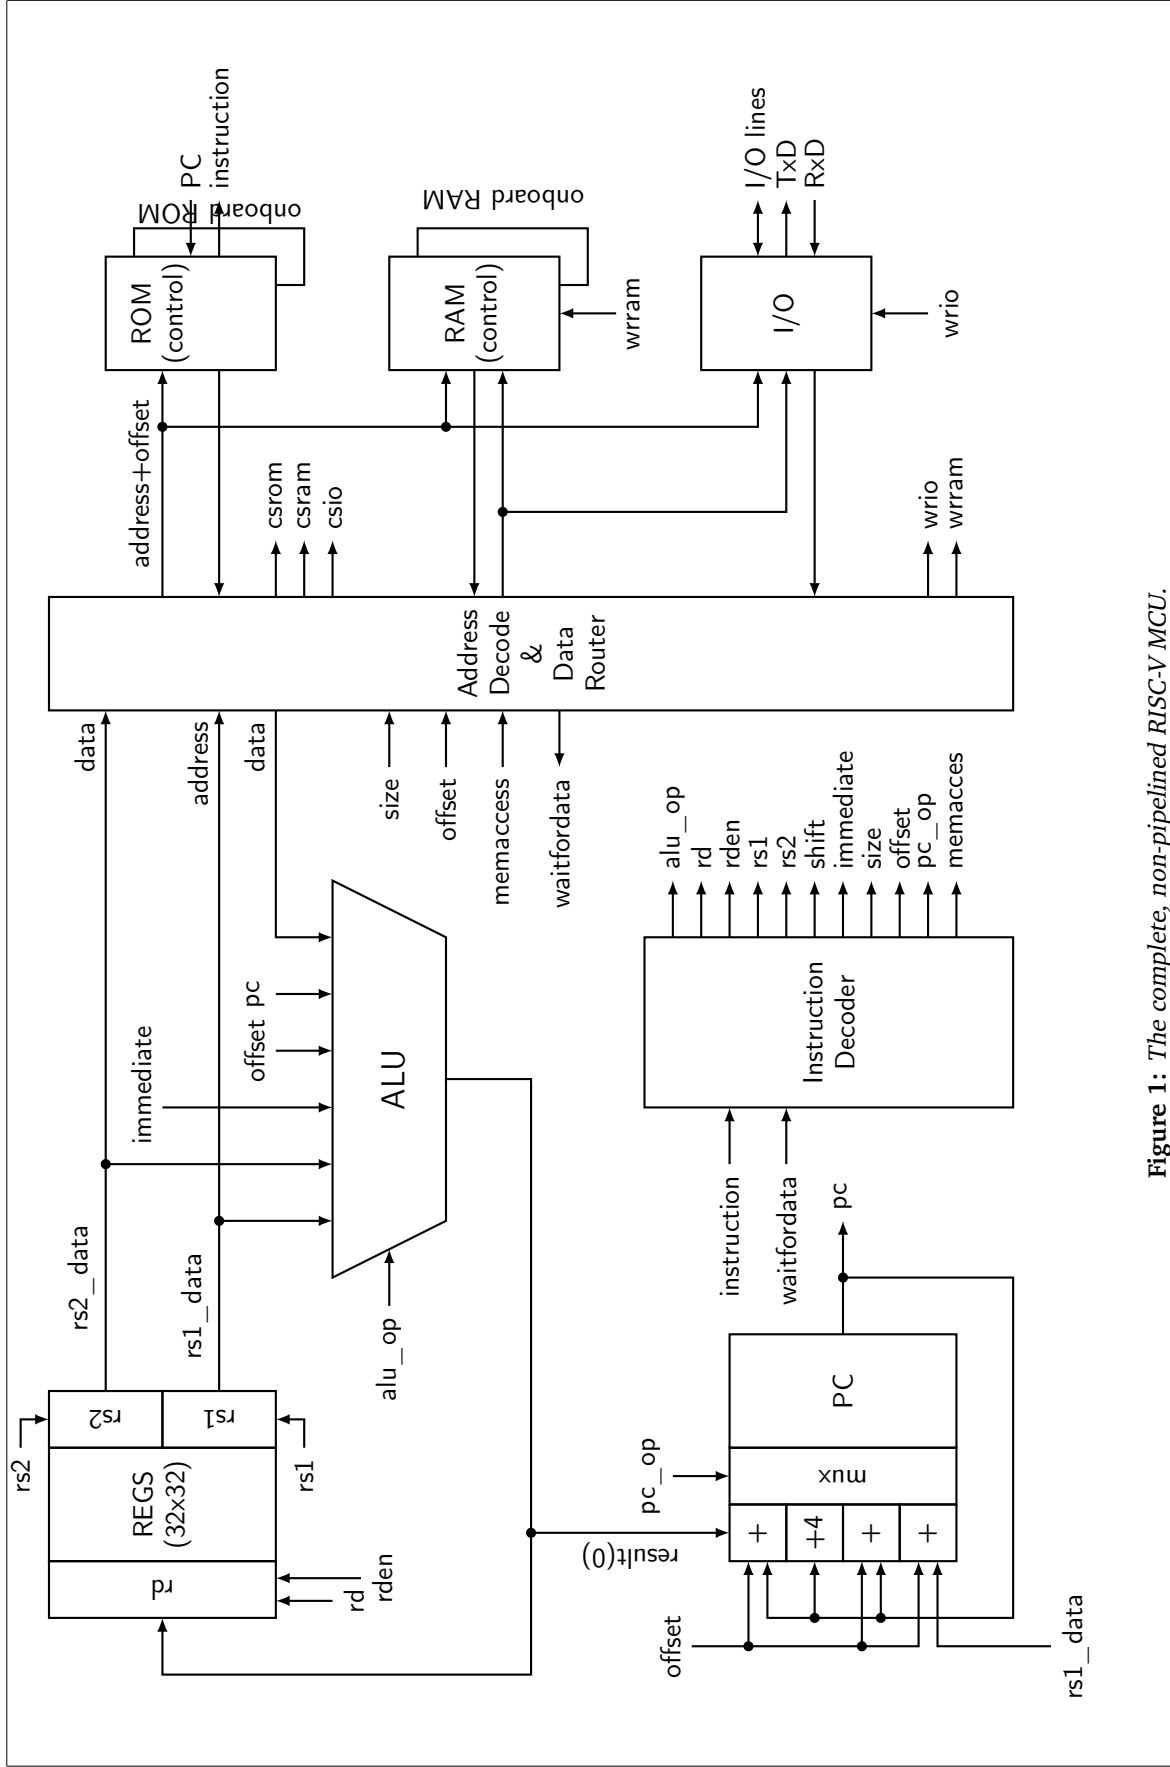 rs2
rs2
rs1
rs1
REGS
(32x32)
rd
rd
rden
rs2_data
rs1_data
immediate
offset
pc
alu_op
ALU
data
address
data
size
offset
memaccess
waitfordata
Address
Decode
&
Data
Router
address+offset
csrom
csram
csio
wrio
wrram
ROM
(control)
onboard ROM
PC
instruction
RAM
(control)
onboard RAM
wrram
I/O
I/O lines
TxD
RxD
wrio
result(0)
pc_op
offset
rs1_data
+
+4
+
+
mux
PC
pc
instruction
waitfordata
Instruction
Decoder
alu_op
rd
rden
rs1
rs2
shift
immediate
size
offset
pc_op
memacces
Figure 1: The complete, non-pipelined RISC-V MCU.